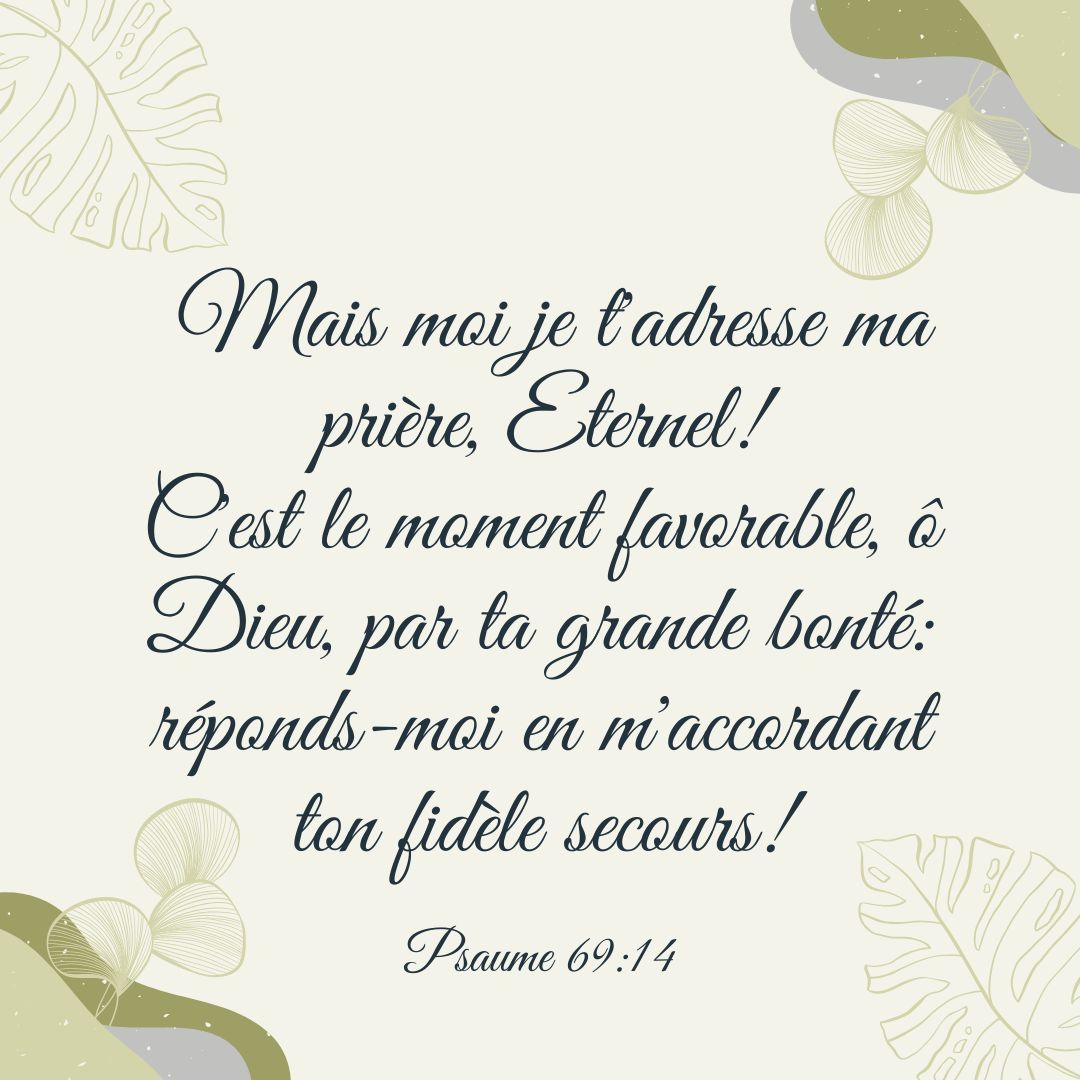 Mais moi je t'adresse ma
prière, Eternel!
C'est le moment favorable, ô
Dieu, par ta grande bonté:
réponds-moi en m'accordant
ton fidèle secours!
Psaume 69:14